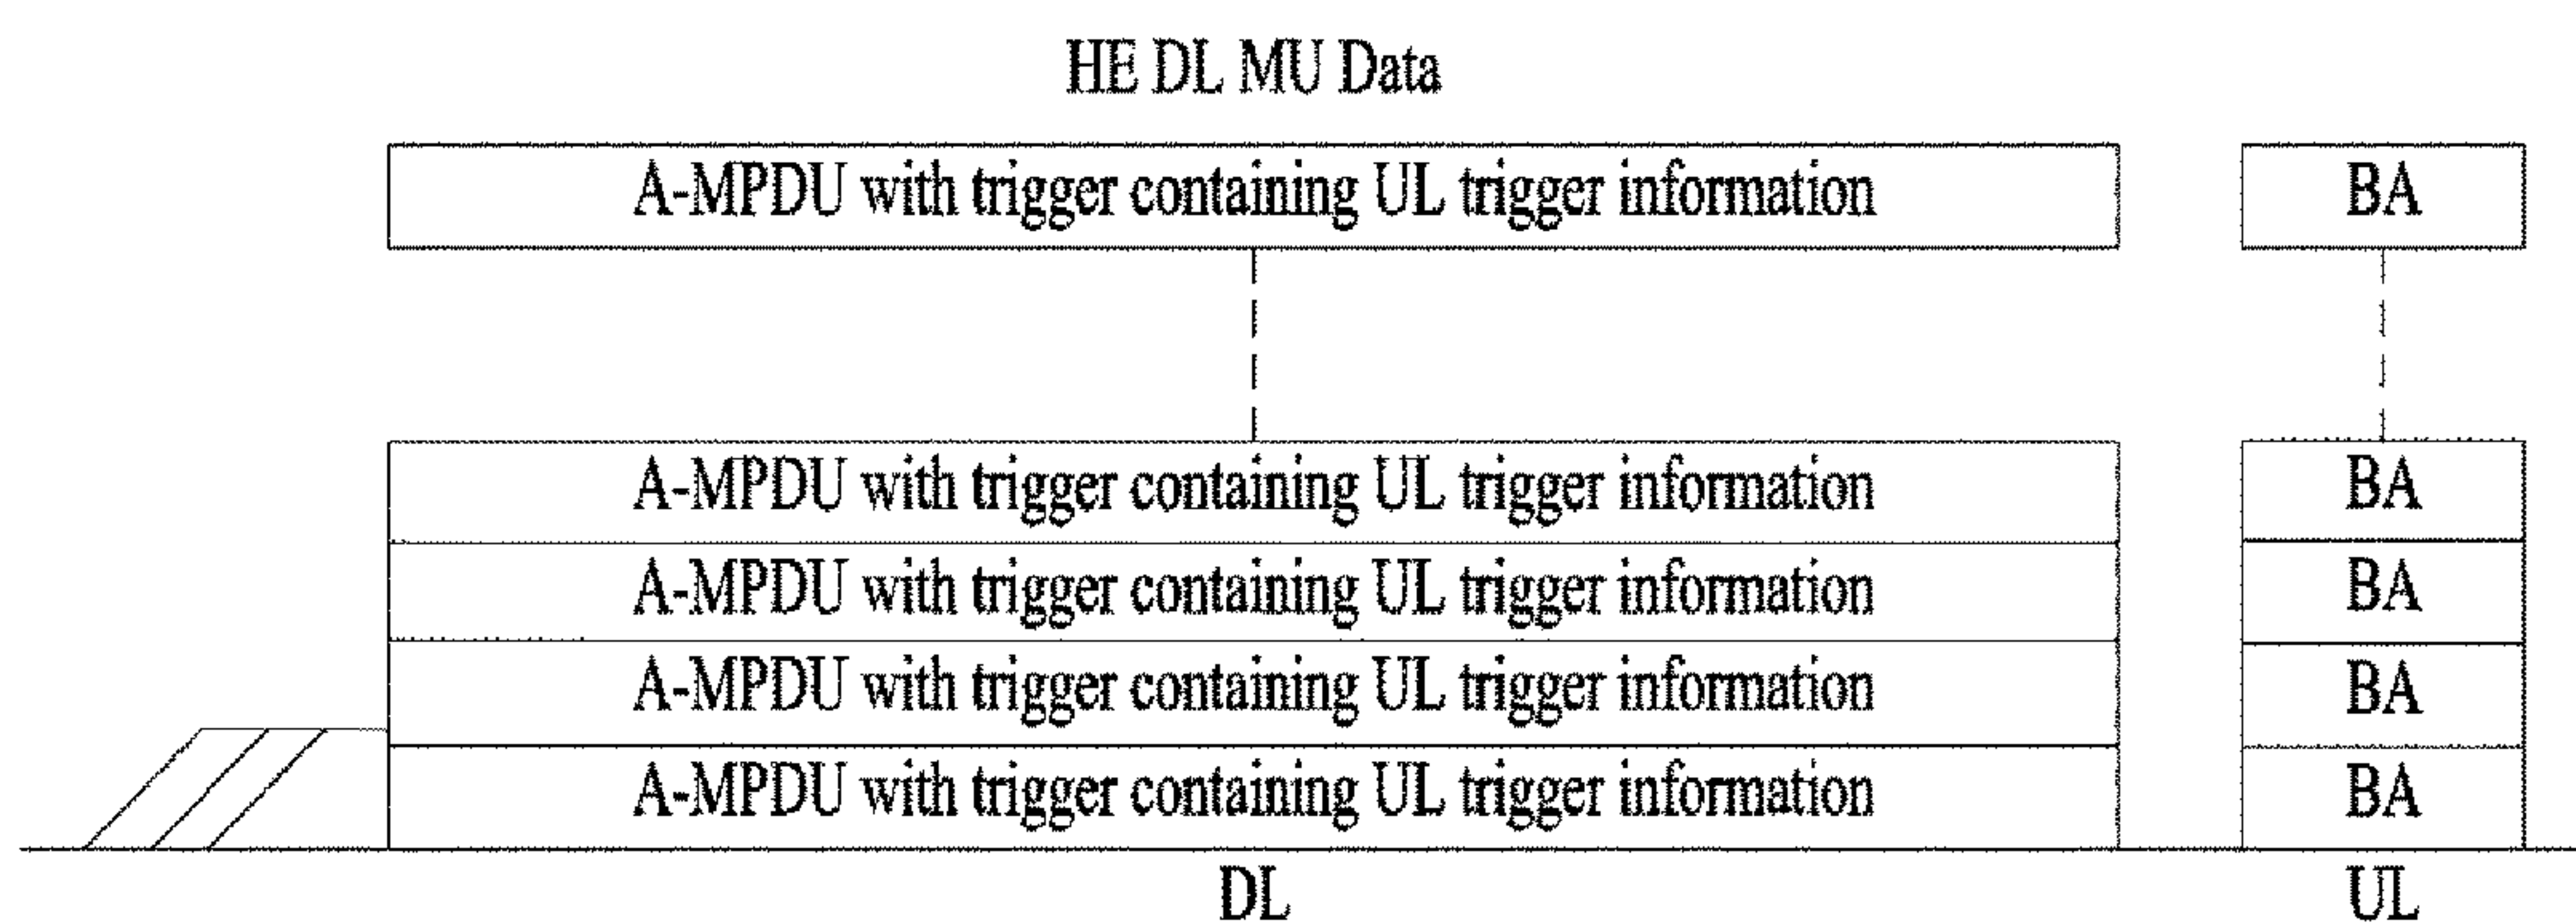 HE DL MU Data
A-MPDU with trigger containing UL trigger information BA
A-MPDU with trigger containing UL trigger information BA
A-MPDU with trigger containing UL trigger information BA
A-MPDU with trigger containing UL trigger information BA
A-MPDU with trigger containing UL trigger information BA
DL UL